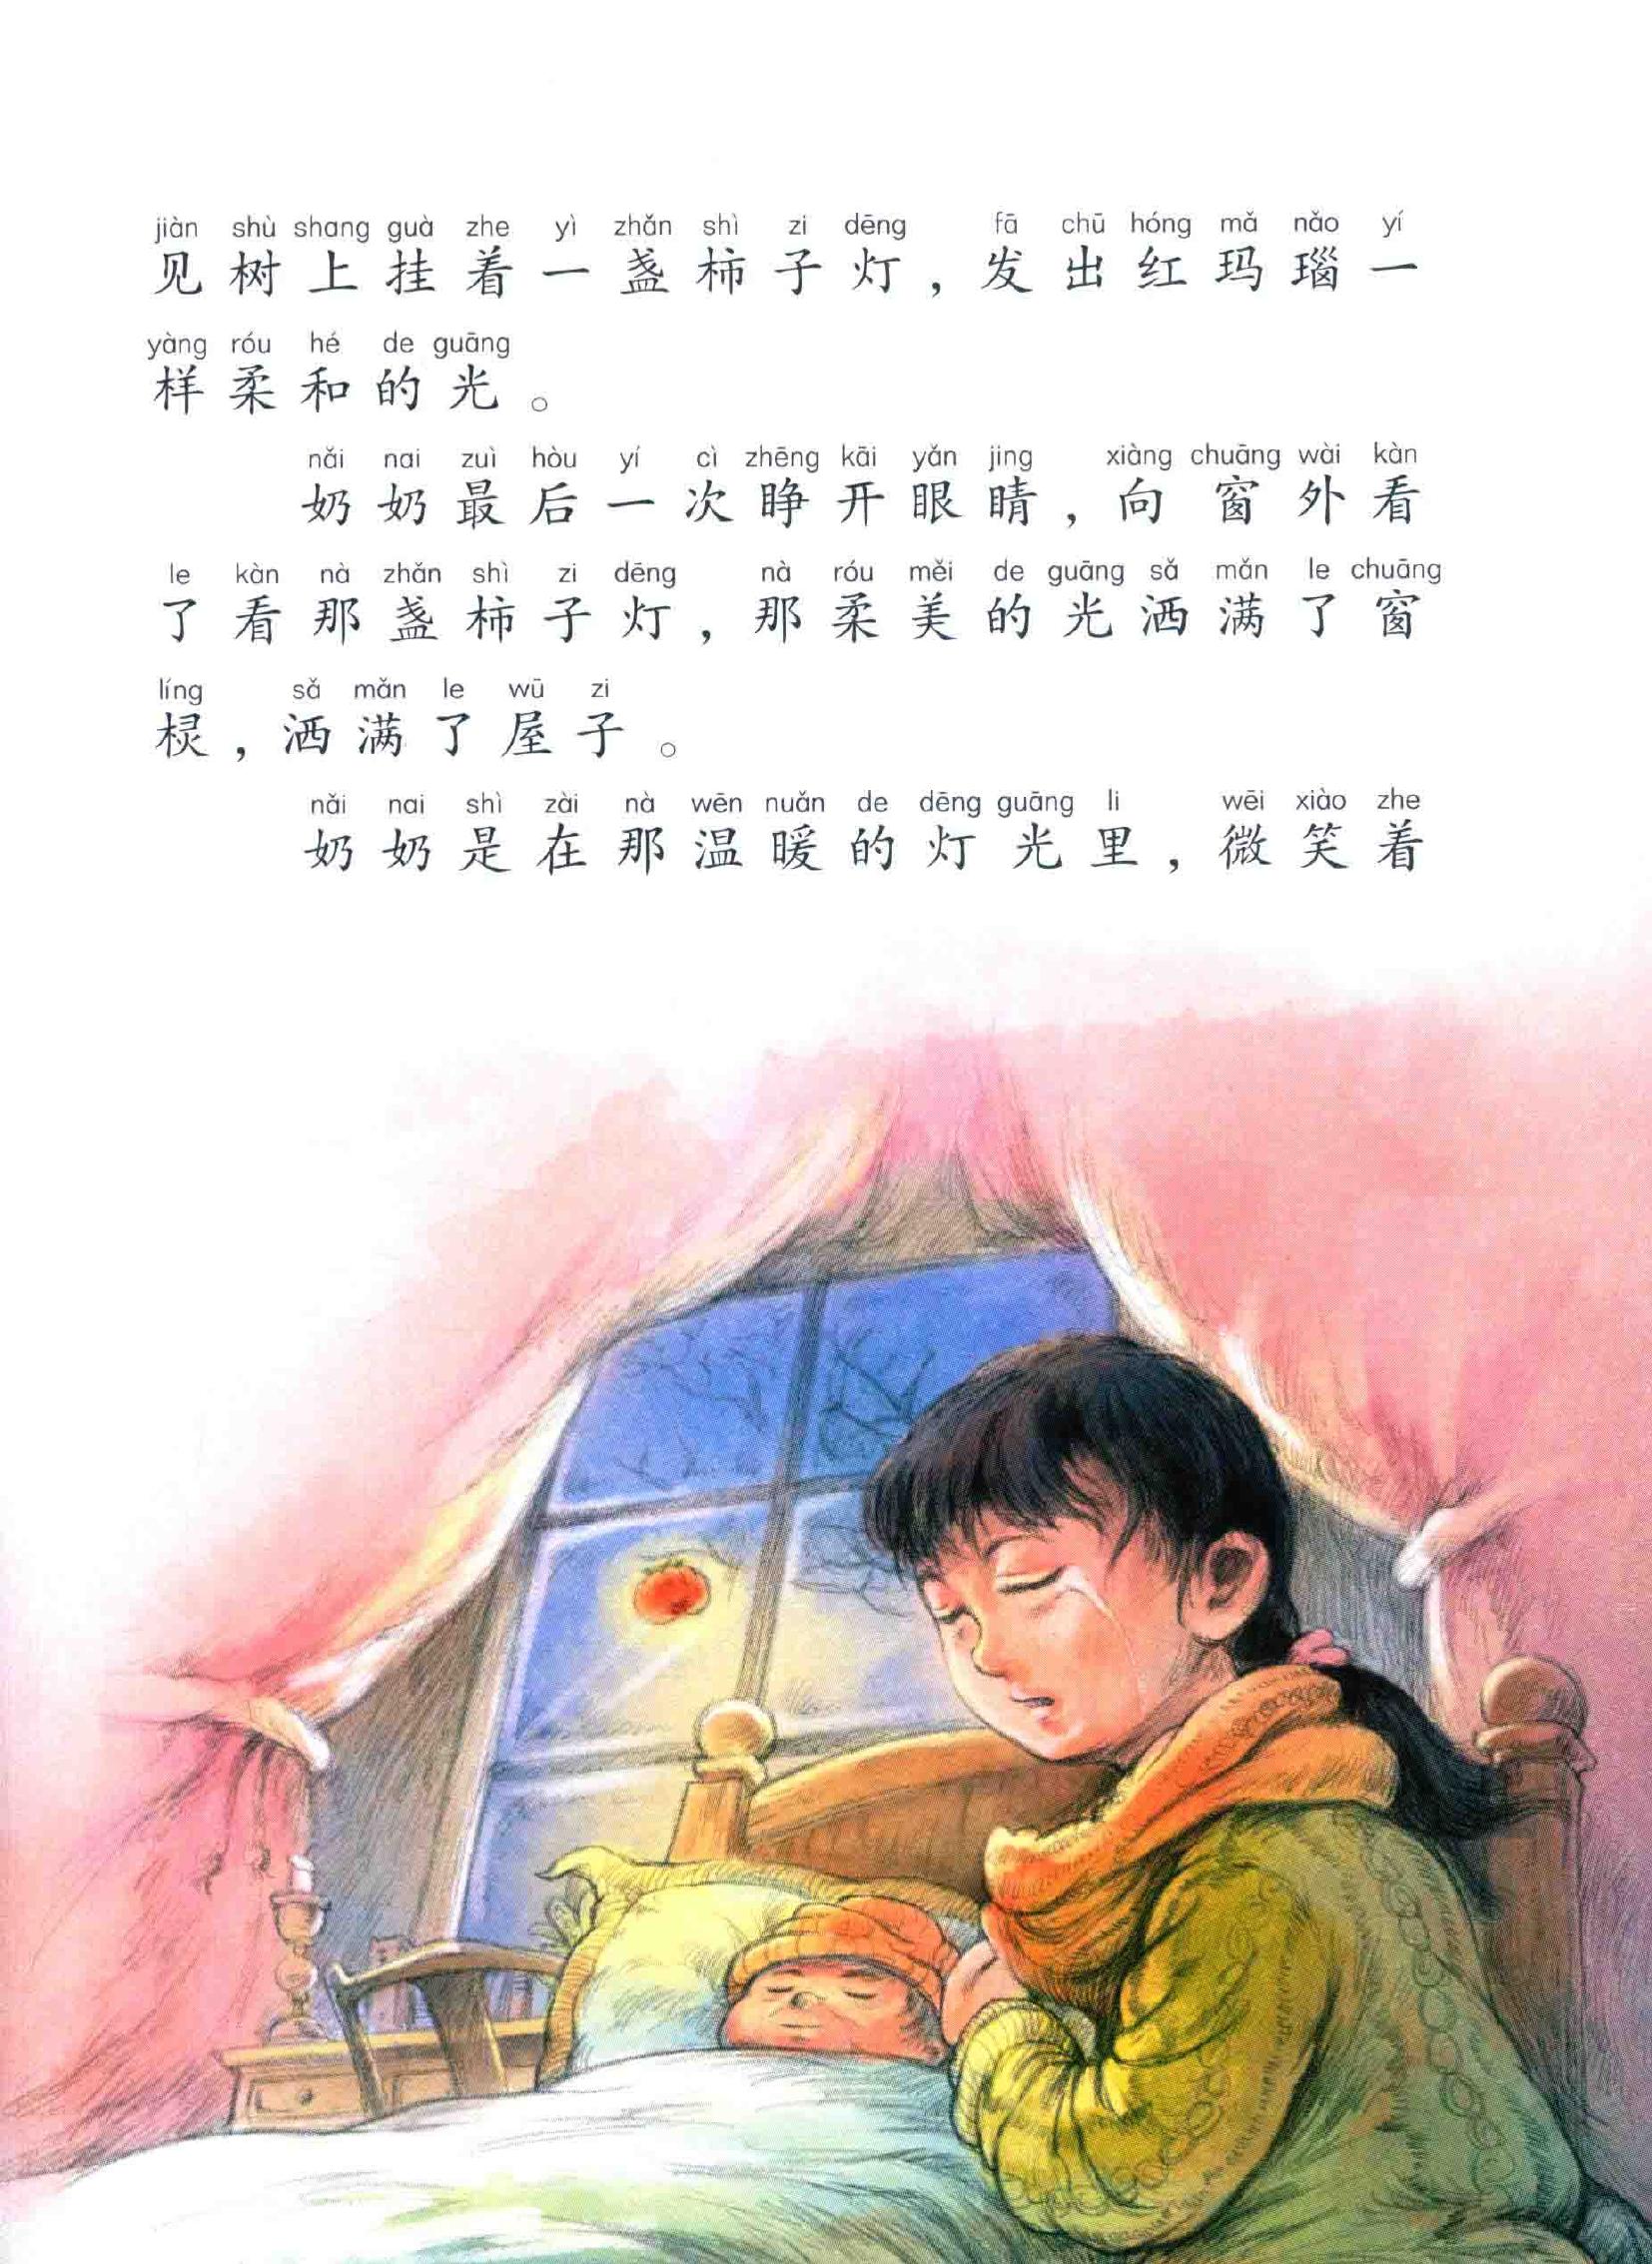 jiàn shù shang guà zhe yì zhǎn shì zi dēng fā chū hóng mǎ nǎo yí
见树上挂着一盏柿子灯，发出红玛瑙一
yàng róu hé de guāng
样柔和的光。
nǎi nai zuì hòu yí cì zhēng kāi yǎn jing xiàng chuāng wài kàn
奶奶最后一次睁开眼睛，向窗外看
le kàn nà zhǎn shì zi dēng nà róu měi de guāng sǎ mǎn le chuāng
了看那盏柿子灯，那柔美的光洒满了窗
líng sǎ mǎn le wū zi
棂，洒满了屋子。
nǎi nai shì zài nà wēn nuǎn de dēng guāng li wēi xiào zhe
奶奶是在那温暖的灯光里，微笑着